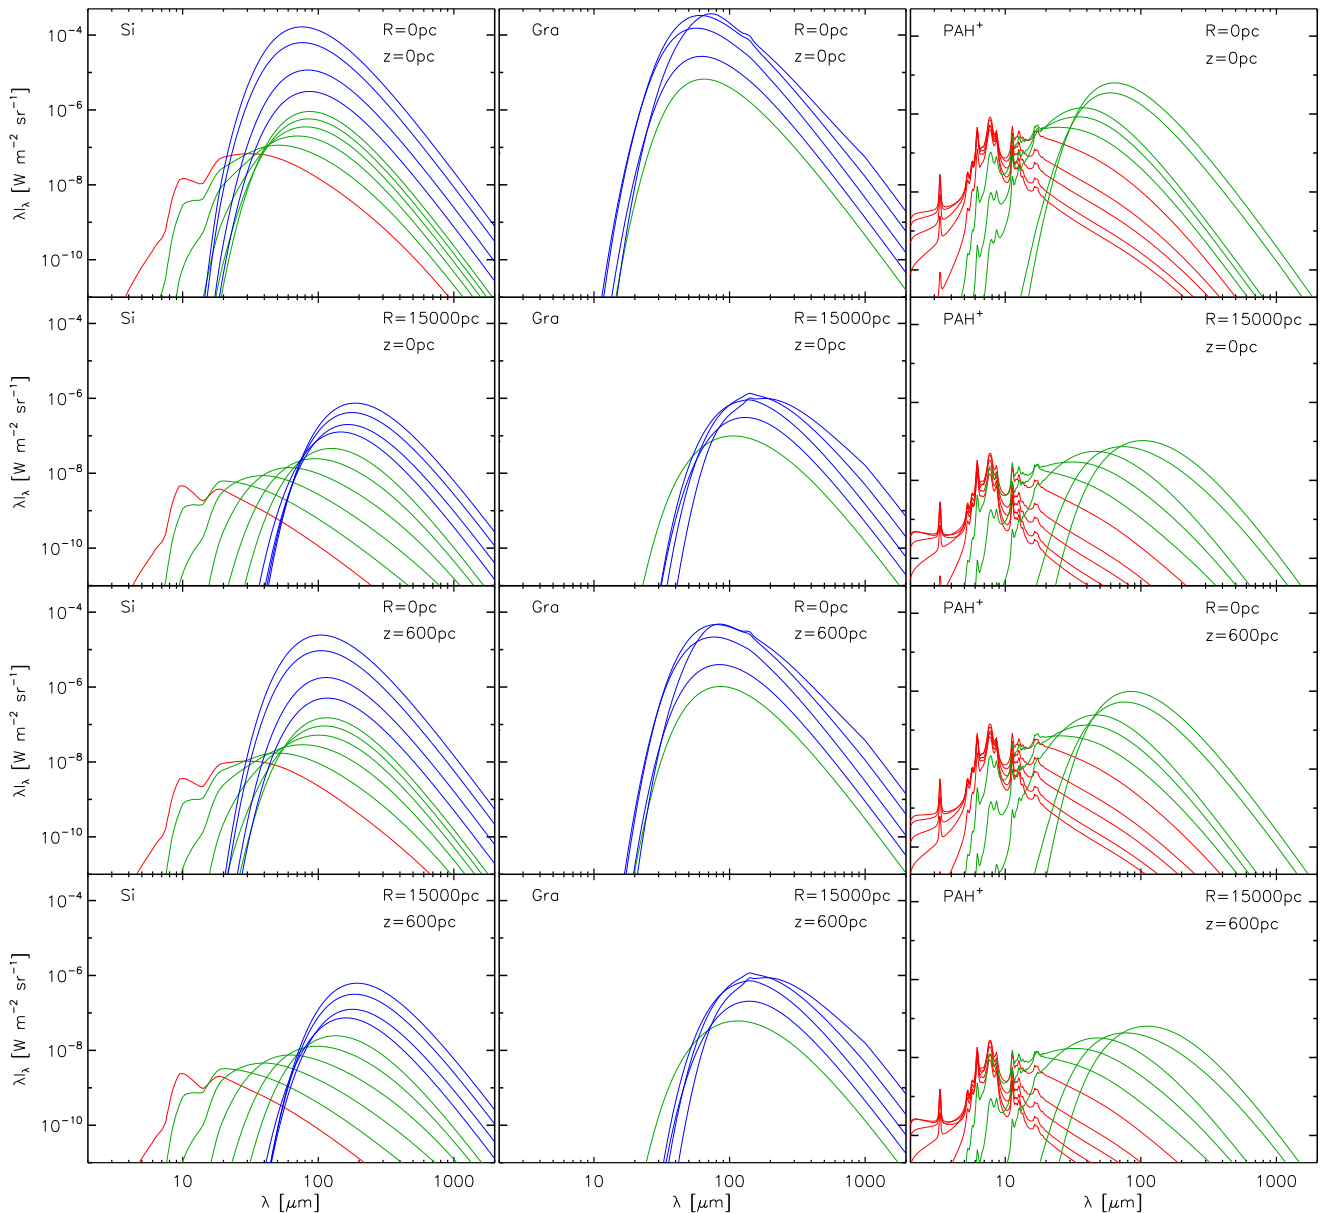 Si R=0pc Gra R=0pc PAH⁺ R=0pc
z=0pc z=0pc z=0pc
10⁻⁴
10⁻⁶
10⁻⁸
10⁻¹⁰
λI_λ [W m⁻² sr⁻¹]
Si R=15000pc Gra R=15000pc PAH⁺ R=15000pc
z=0pc z=0pc z=0pc
10⁻⁴
10⁻⁶
10⁻⁸
10⁻¹⁰
λI_λ [W m⁻² sr⁻¹]
Si R=0pc Gra R=0pc PAH⁺ R=0pc
z=600pc z=600pc z=600pc
10⁻⁴
10⁻⁶
10⁻⁸
10⁻¹⁰
λI_λ [W m⁻² sr⁻¹]
Si R=15000pc Gra R=15000pc PAH⁺ R=15000pc
z=600pc z=600pc z=600pc
10⁻⁴
10⁻⁶
10⁻⁸
10⁻¹⁰
λI_λ [W m⁻² sr⁻¹]
10 100 1000 10 100 1000 10 100 1000
λ [μm] λ [μm] λ [μm]